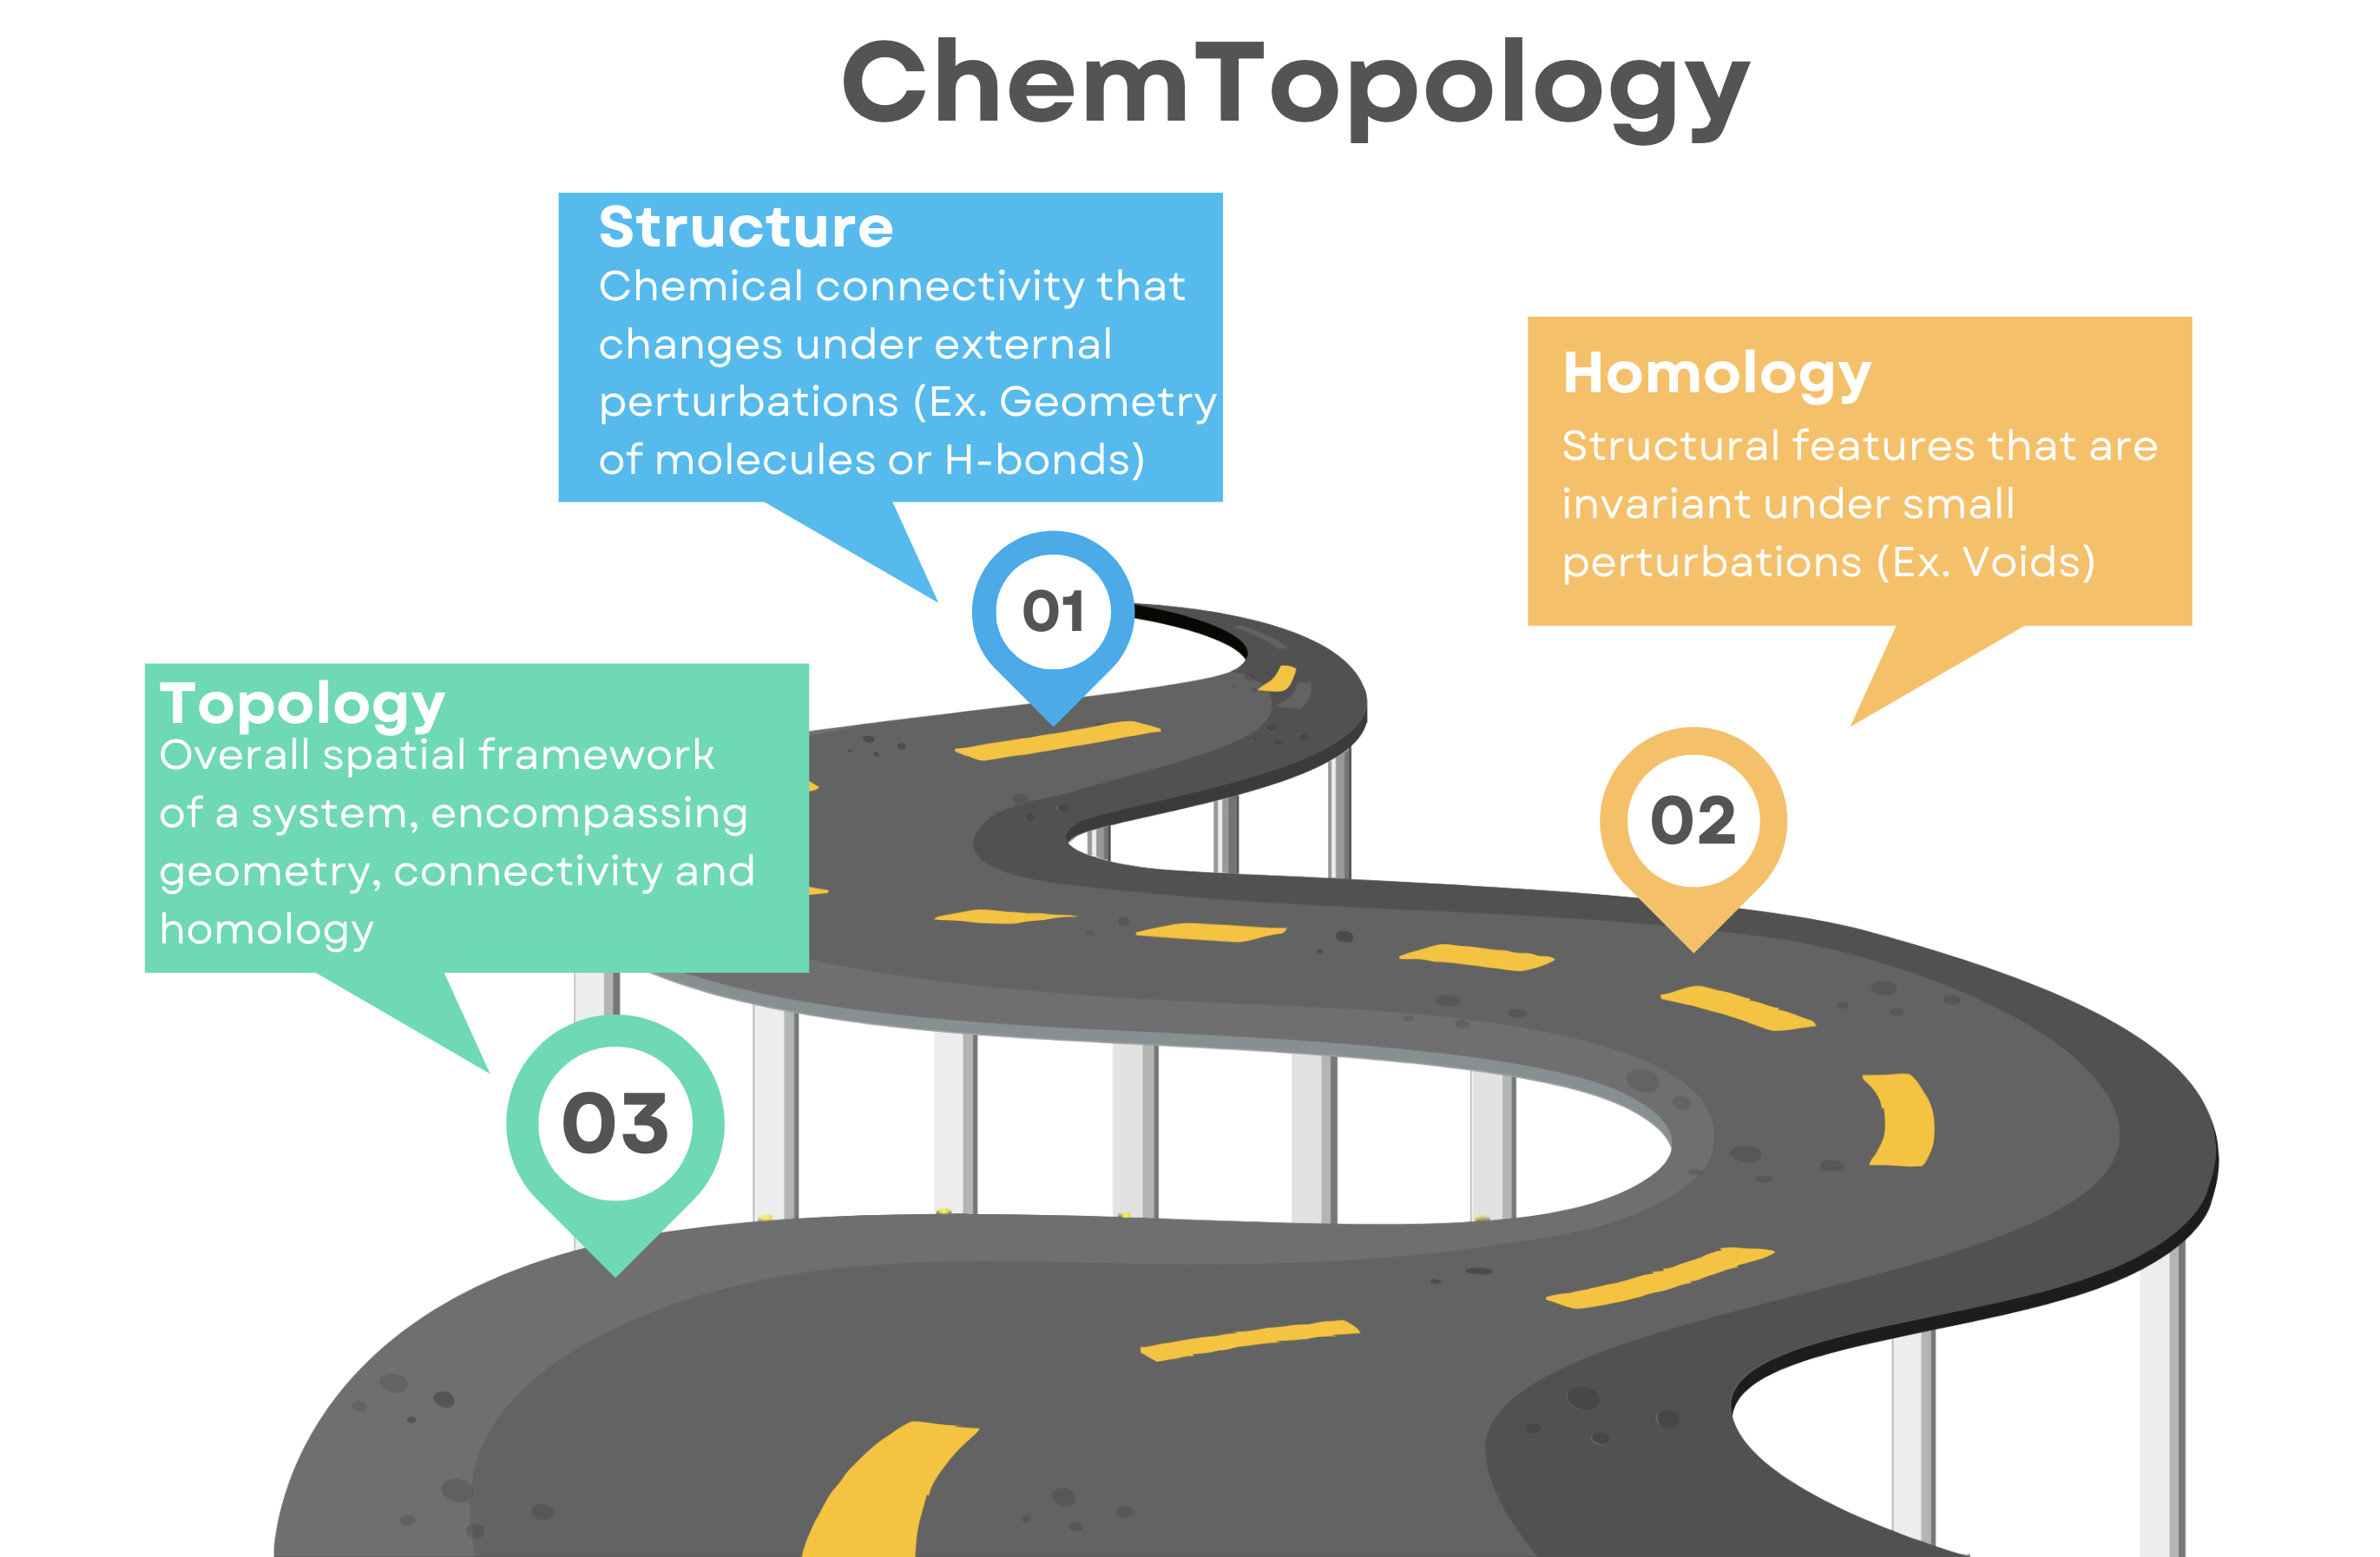 ChemTopology
Structure
Chemical connectivity that
changes under external
perturbations (Ex. Geometry
of molecules or H-bonds)
01
Homology
Structural features that are
invariant under small
perturbations (Ex. Voids)
02
Topology
Overall spatial framework
of a system, encompassing
geometry, connectivity and
homology
03